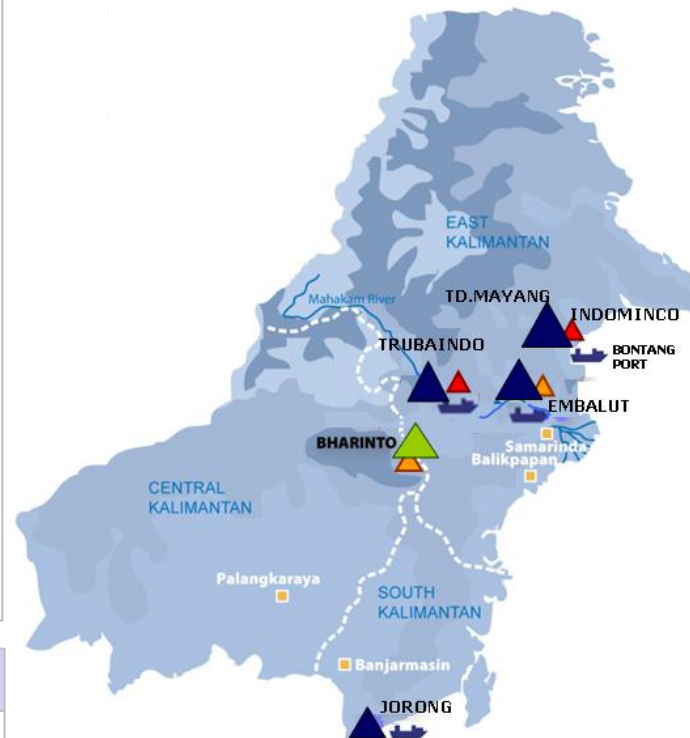 EAST
KALIMANTAN
TD.MAYANG
Mahakam River
INDOMINCO
TRUBAINDO
BONTANG
PORT
EMBALUT
BHARINTO
Samarinda
Balikpapan
CENTRAL
KALIMANTAN
Palangkaraya
SOUTH
KALIMANTAN
Banjarmasin
JORONG